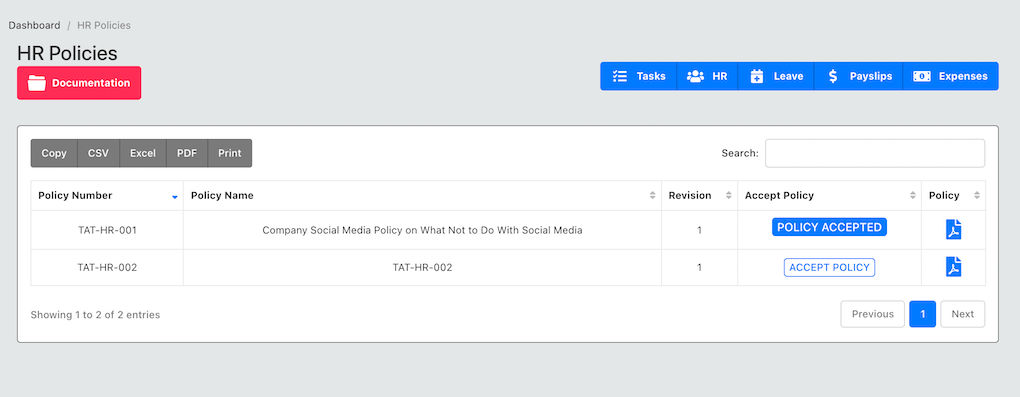 Dashboard / HR Policies
HR Policies
Documentation
Tasks HR Leave Payslips Expenses
Copy CSV Excel PDF Print
Search:
Policy Number Policy Name Revision Accept Policy Policy
TAT-HR-001 Company Social Media Policy on What Not to Do With Social Media 1 POLICY ACCEPTED
TAT-HR-002 TAT-HR-002 1 ACCEPT POLICY
Showing 1 to 2 of 2 entries
Previous 1 Next